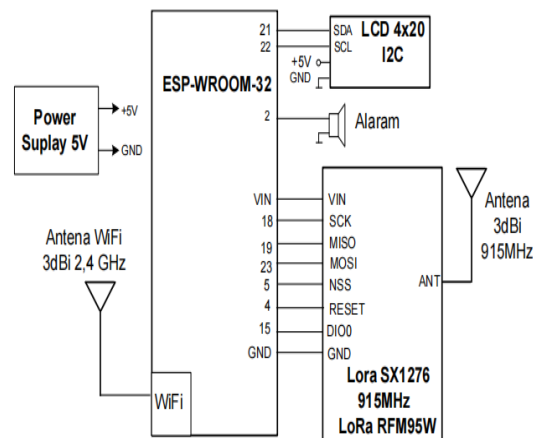 21
SDA
LCD 4x20
22
SCL
I2C
+5V
GND
ESP-WROOM-32
Power
Suplay 5V
+5V
GND
2
Alaram
VIN
VIN
18
SCK
19
MISO
23
MOSI
5
NSS
4
RESET
15
DIO0
GND
GND
ANT
Antena
3dBi
915MHz
Antena WiFi
3dBi 2,4 GHz
WiFi
Lora SX1276
915MHz
LoRa RFM95W